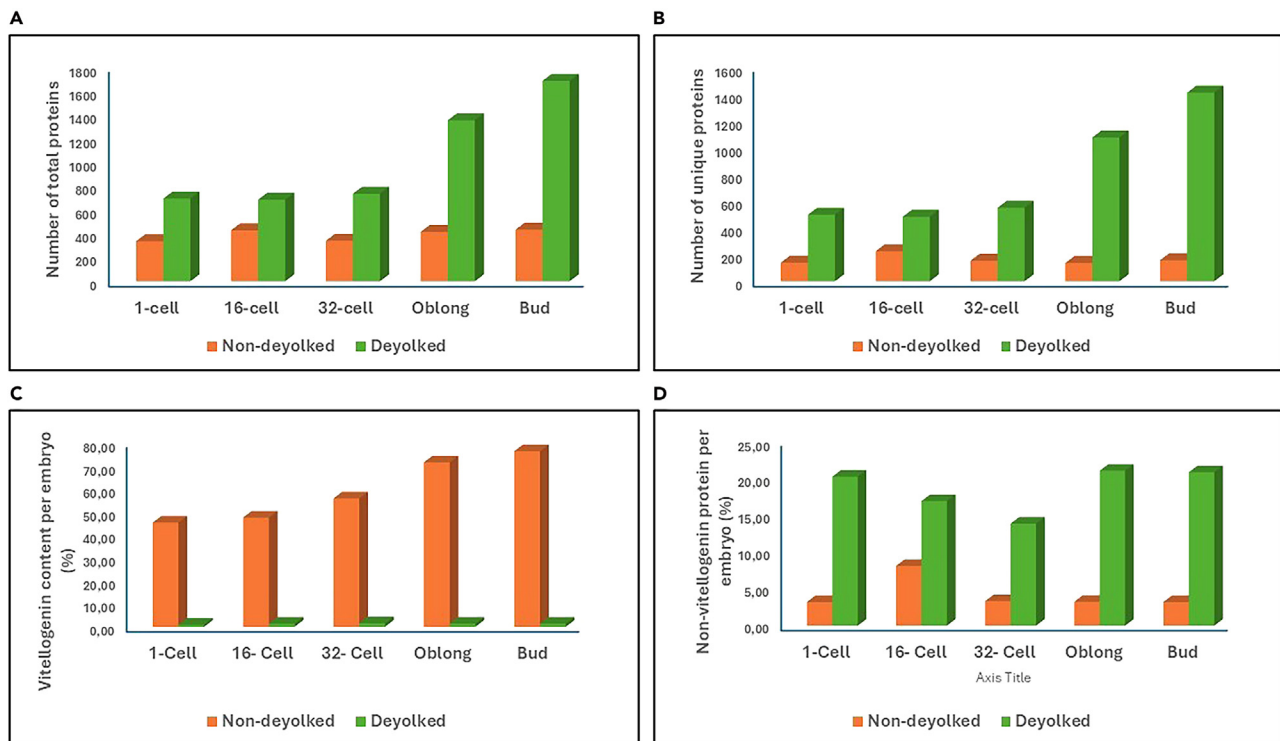 A
Number of total proteins
1800
1600
1400
1200
1000
800
600
400
200
0
1-cell 16-cell 32-cell Oblong Bud
Non-deyolked Deyolked
B
Number of unique proteins
1600
1400
1200
1000
800
600
400
200
0
1-cell 16-cell 32-cell Oblong Bud
Non-deyolked Deyolked
C
Vitellogenin content per embryo
(%)
80,00
70,00
60,00
50,00
40,00
30,00
20,00
10,00
0,00
1-Cell 16- Cell 32- Cell Oblong Bud
Non-deyolked Deyolked
D
Non-vitellogenin protein per
embryo (%)
25,00
20,00
15,00
10,00
5,00
0,00
1-Cell 16- Cell 32- Cell Oblong Bud
Axis Title
Non-deyolked Deyolked